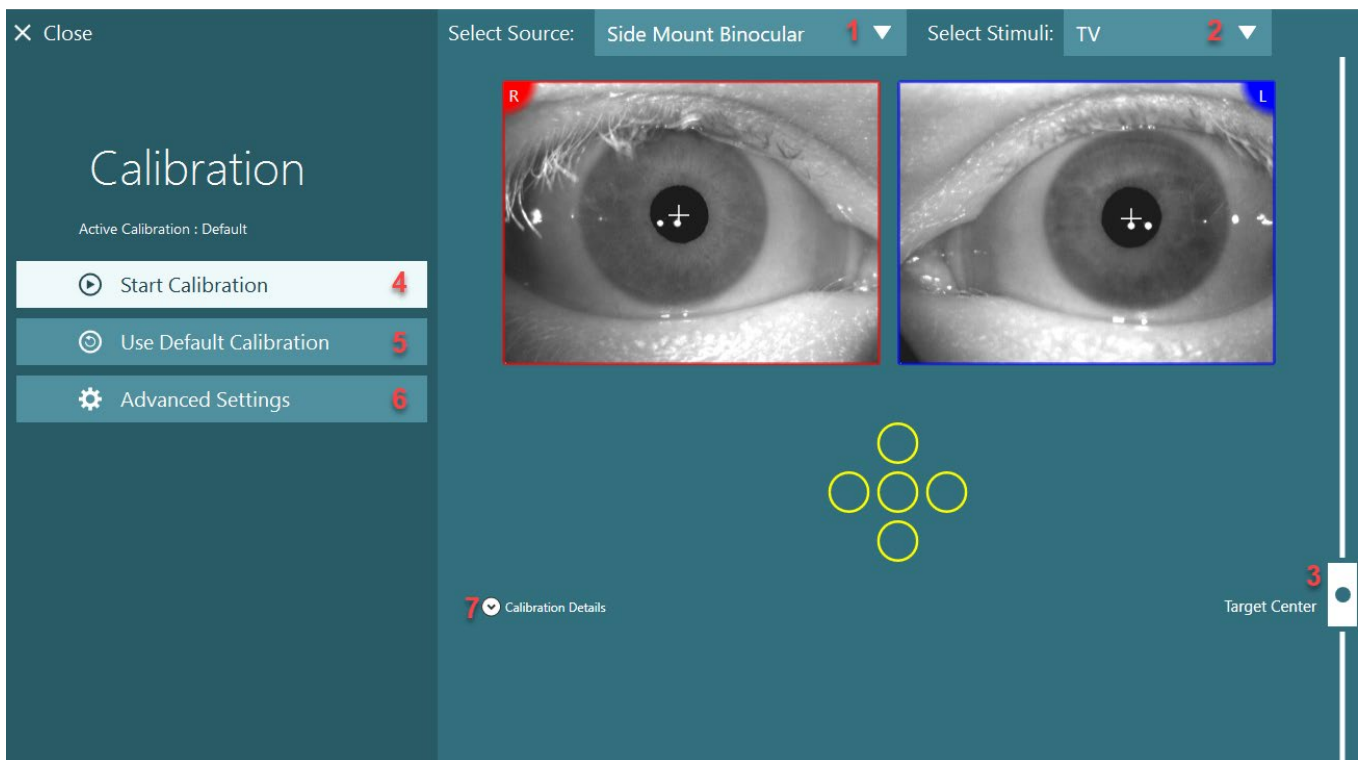 Close
Select Source: Side Mount Binocular 1 Select Stimuli: TV 2
R
L
Calibration
Active Calibration : Default
Start Calibration 4
Use Default Calibration 5
Advanced Settings 6
3
7 Calibration Details
Target Center